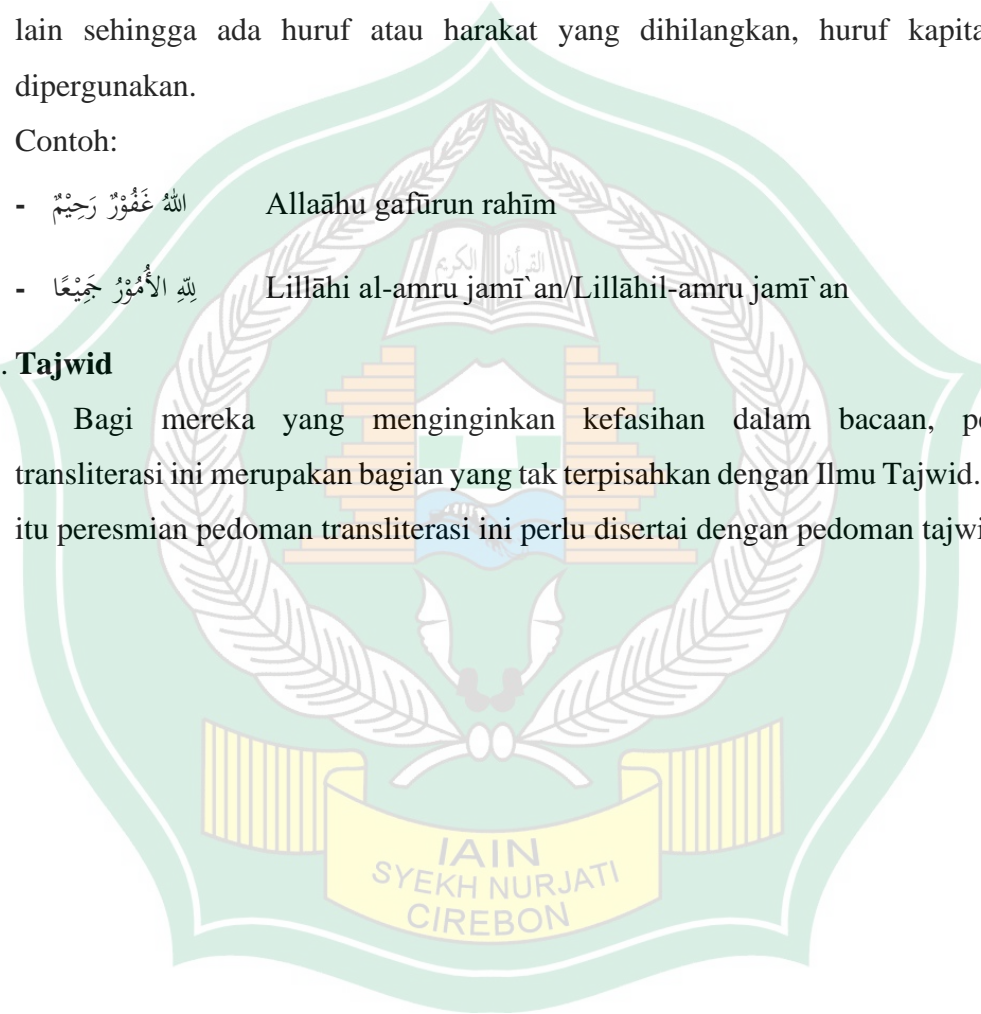 lain sehingga ada huruf atau harakat yang dihilangkan, huruf kapita
dipergunakan.
Contoh:
- اللهُ غَفُوْرٌ رَحِيْمٌ Allaāhu gafūrun rahīm
القرأن الكريم
- لِلّٰهِ الأُمُوْرُ جَمِيْعًا Lillāhi al-amru jamī`an/Lillāhil-amru jamī`an
. Tajwid
Bagi mereka yang menginginkan kefasihan dalam bacaan, pe
transliterasi ini merupakan bagian yang tak terpisahkan dengan Ilmu Tajwid.
itu peresmian pedoman transliterasi ini perlu disertai dengan pedoman tajwi
IAIN
SYEKH NURJATI
CIREBON